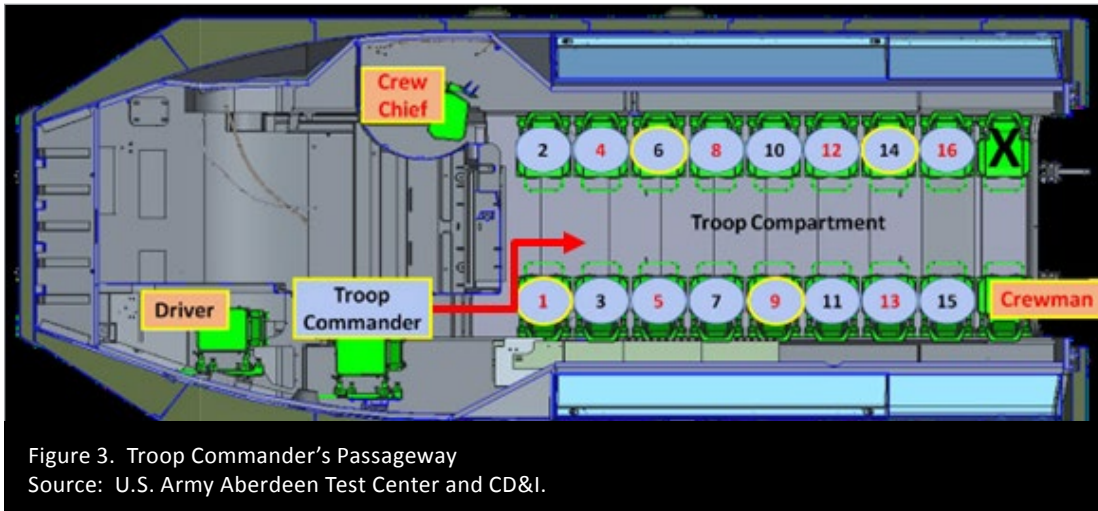 Crew
Chief
2 4 6 8 10 12 14 16 X
Troop Compartment
Driver
Troop
Commander
1 3 5 7 9 11 13 15
Crewman
Figure 3.  Troop Commander’s Passageway
Source:  U.S. Army Aberdeen Test Center and CD&I.